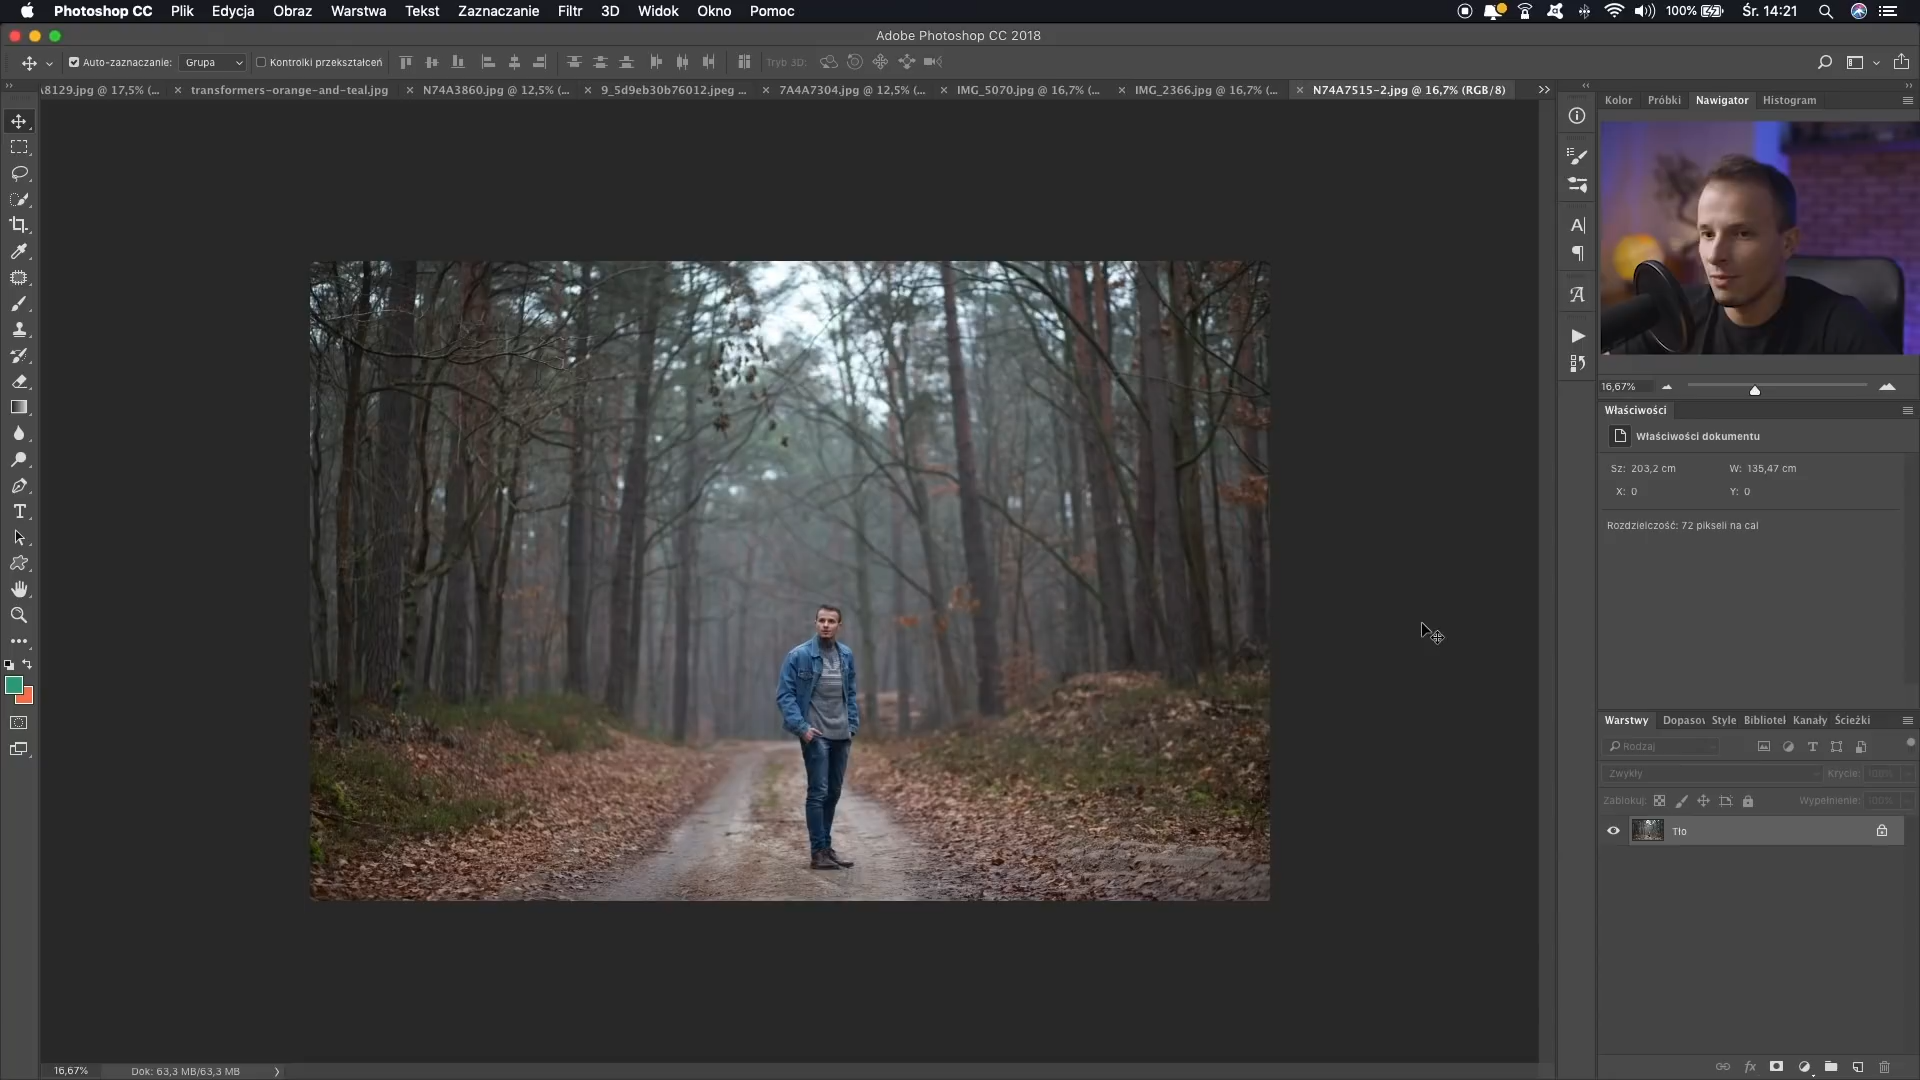 Photoshop CC Plik Edycja Obraz Warstwa Tekst Zaznaczanie Filtr 3D Widok Okno Pomoc 100% Śr. 14:21
Adobe Photoshop CC 2018
Auto-zaznaczanie: Grupa Kontrolki przekształceń Tryb 3D:
\8129.jpg @ 17,5% (... transformers-orange-and-teal.jpg N74A3860.jpg @ 12,5% (... 9_5d9eb30b76012.jpeg ... 7A4A7304.jpg @ 12,5% (... IMG_5070.jpg @ 16,7% (... IMG_2366.jpg @ 16,7% (... N74A7515-2.jpg @ 16,7% (RGB/8)
Kolor Próbki Nawigator Histogram
16,67%
Właściwości
Właściwości dokumentu
Sz: 203,2 cm W: 135,47 cm
X: 0 Y: 0
Rozdzielczość: 72 pikseli na cal
Warstwy Dopasov Style Bibliotel Kanały Ścieżki
Rodzaj
Zwykły Krycie: 100%
Zablokuj: Wypełnienie: 100%
Tło
fx
16,67% Dok: 63,3 MB/63,3 MB